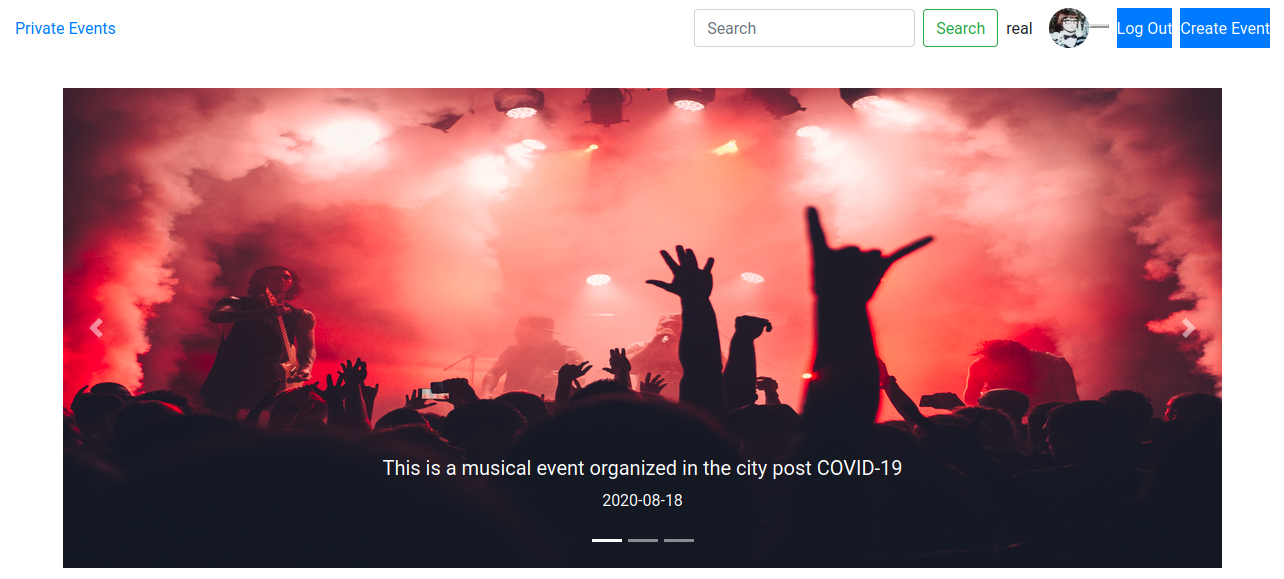 Private Events Search Search real Log Out Create Event
This is a musical event organized in the city post COVID-19
2020-08-18